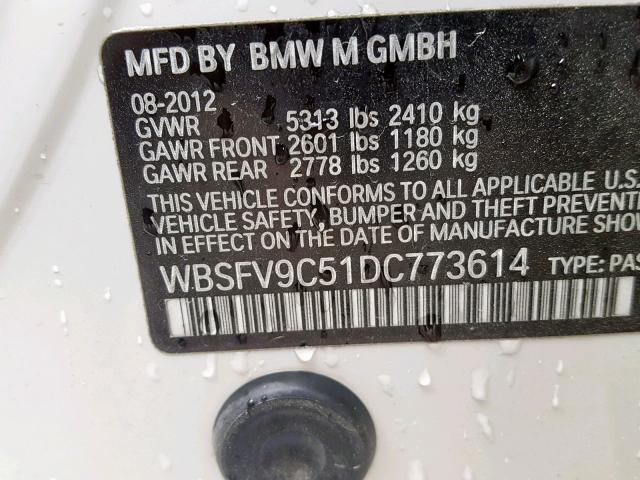 MFD BY BMW M GMBH
08-2012
GVWR 5313 lbs 2410 kg
GAWR FRONT 2601 lbs 1180 kg
GAWR REAR 2778 lbs 1260 kg
THIS VEHICLE CONFORMS TO ALL APPLICABLE U.S.
VEHICLE SAFETY, BUMPER AND THEFT PREVENTI
IN EFFECT ON THE DATE OF MANUFACTURE SHO
WBSFV9C51DC773614 TYPE: PAS